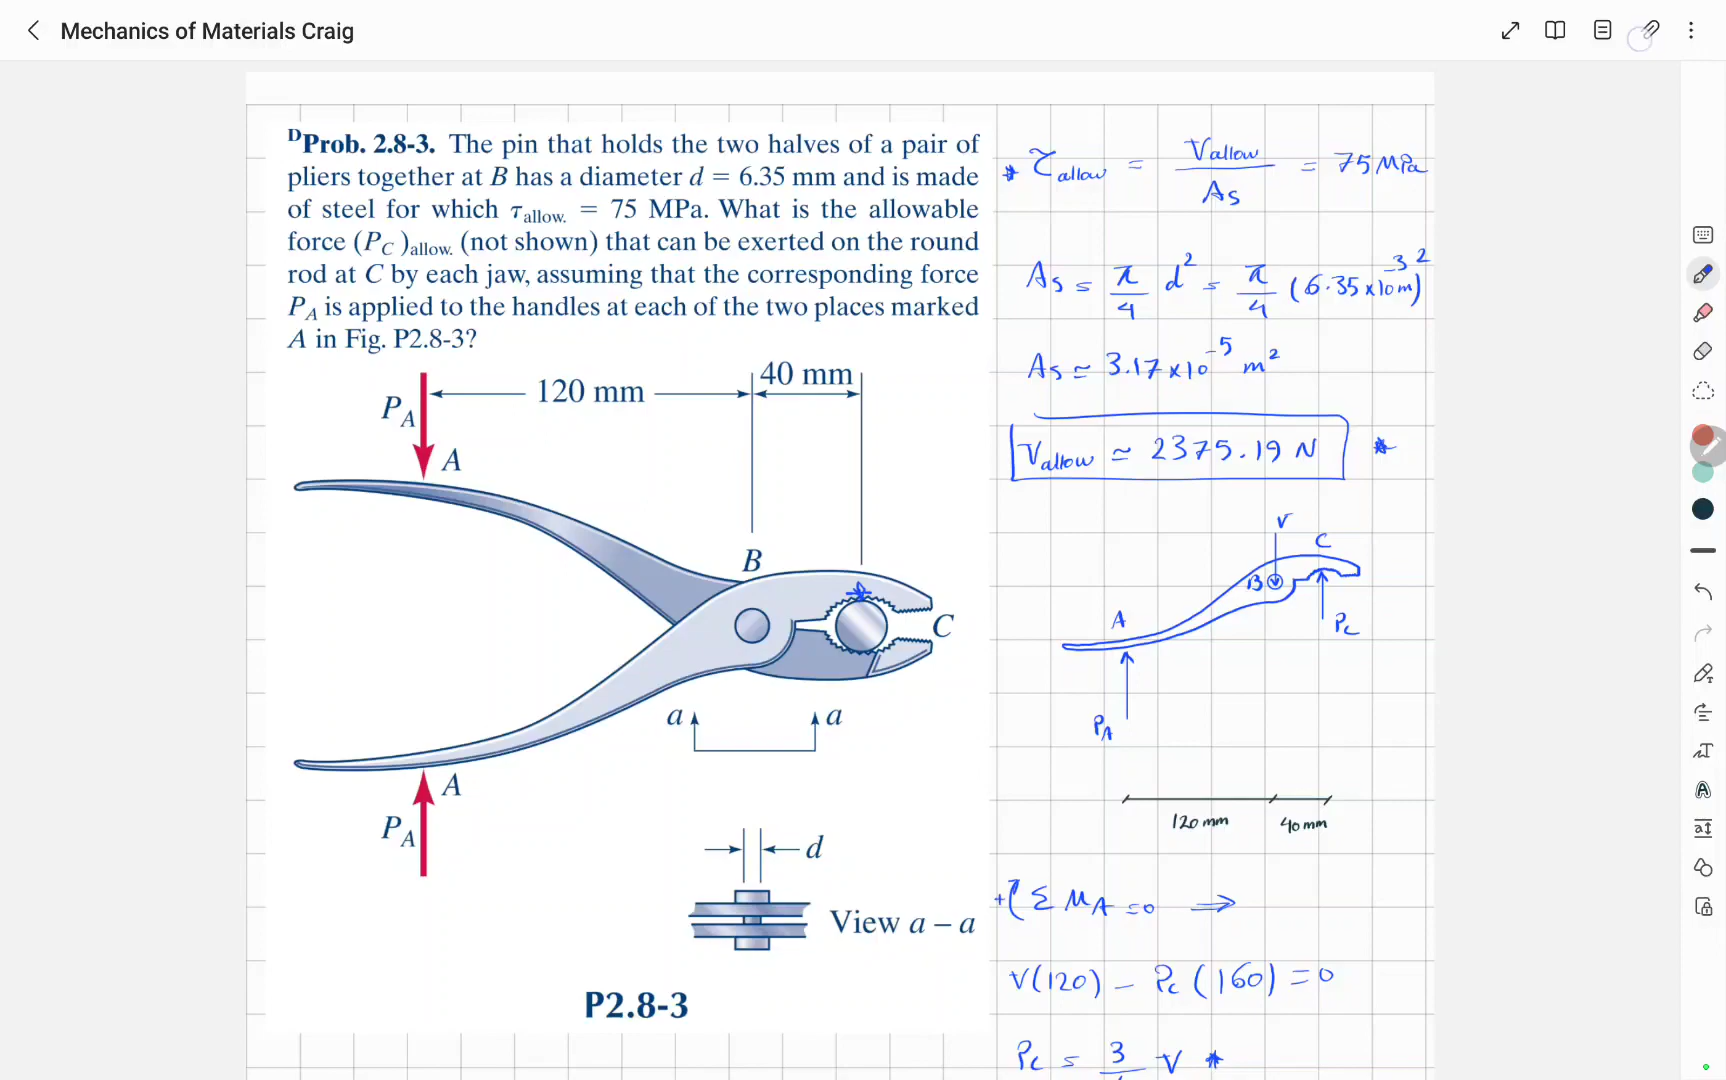 Mechanics of Materials Craig
ᴰProb. 2.8-3. The pin that holds the two halves of a pair of
pliers together at B has a diameter d = 6.35 mm and is made
of steel for which τallow. = 75 MPa. What is the allowable
force (PC)allow. (not shown) that can be exerted on the round
rod at C by each jaw, assuming that the corresponding force
PA is applied to the handles at each of the two places marked
A in Fig. P2.8-3?
120 mm
40 mm
PA
A
B
C
a
a
A
PA
d
View a – a
P2.8-3
* τallow = Vallow / As = 75 MPa
As = π/4 d² = π/4 (6.35×10⁻³m)²
As ≃ 3.17×10⁻⁵ m²
Vallow ≃ 2375.19 N *
V
C
B
A
Pc
PA
120 mm
40 mm
+ Σ MA = 0 ⇒
V(120) – Pc (160) = 0
Pc = 3 V *